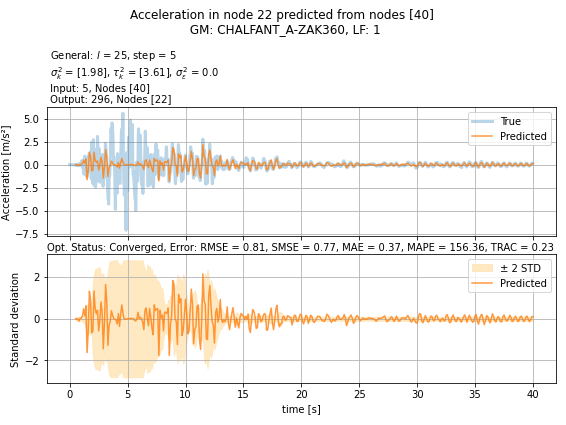 Acceleration in node 22 predicted from nodes [40]
GM: CHALFANT_A-ZAK360, LF: 1
General: l = 25, step = 5
σ²ₖ = [1.98], τ²ₖ = [3.61], σ²ε = 0.0
Input: 5, Nodes [40]
Output: 296, Nodes [22]
Acceleration [m/s²]
5.0
2.5
0.0
−2.5
−5.0
−7.5
True
Predicted
Opt. Status: Converged, Error: RMSE = 0.81, SMSE = 0.77, MAE = 0.37, MAPE = 156.36, TRAC = 0.23
Standard deviation
2
0
−2
± 2 STD
Predicted
0 5 10 15 20 25 30 35 40
time [s]